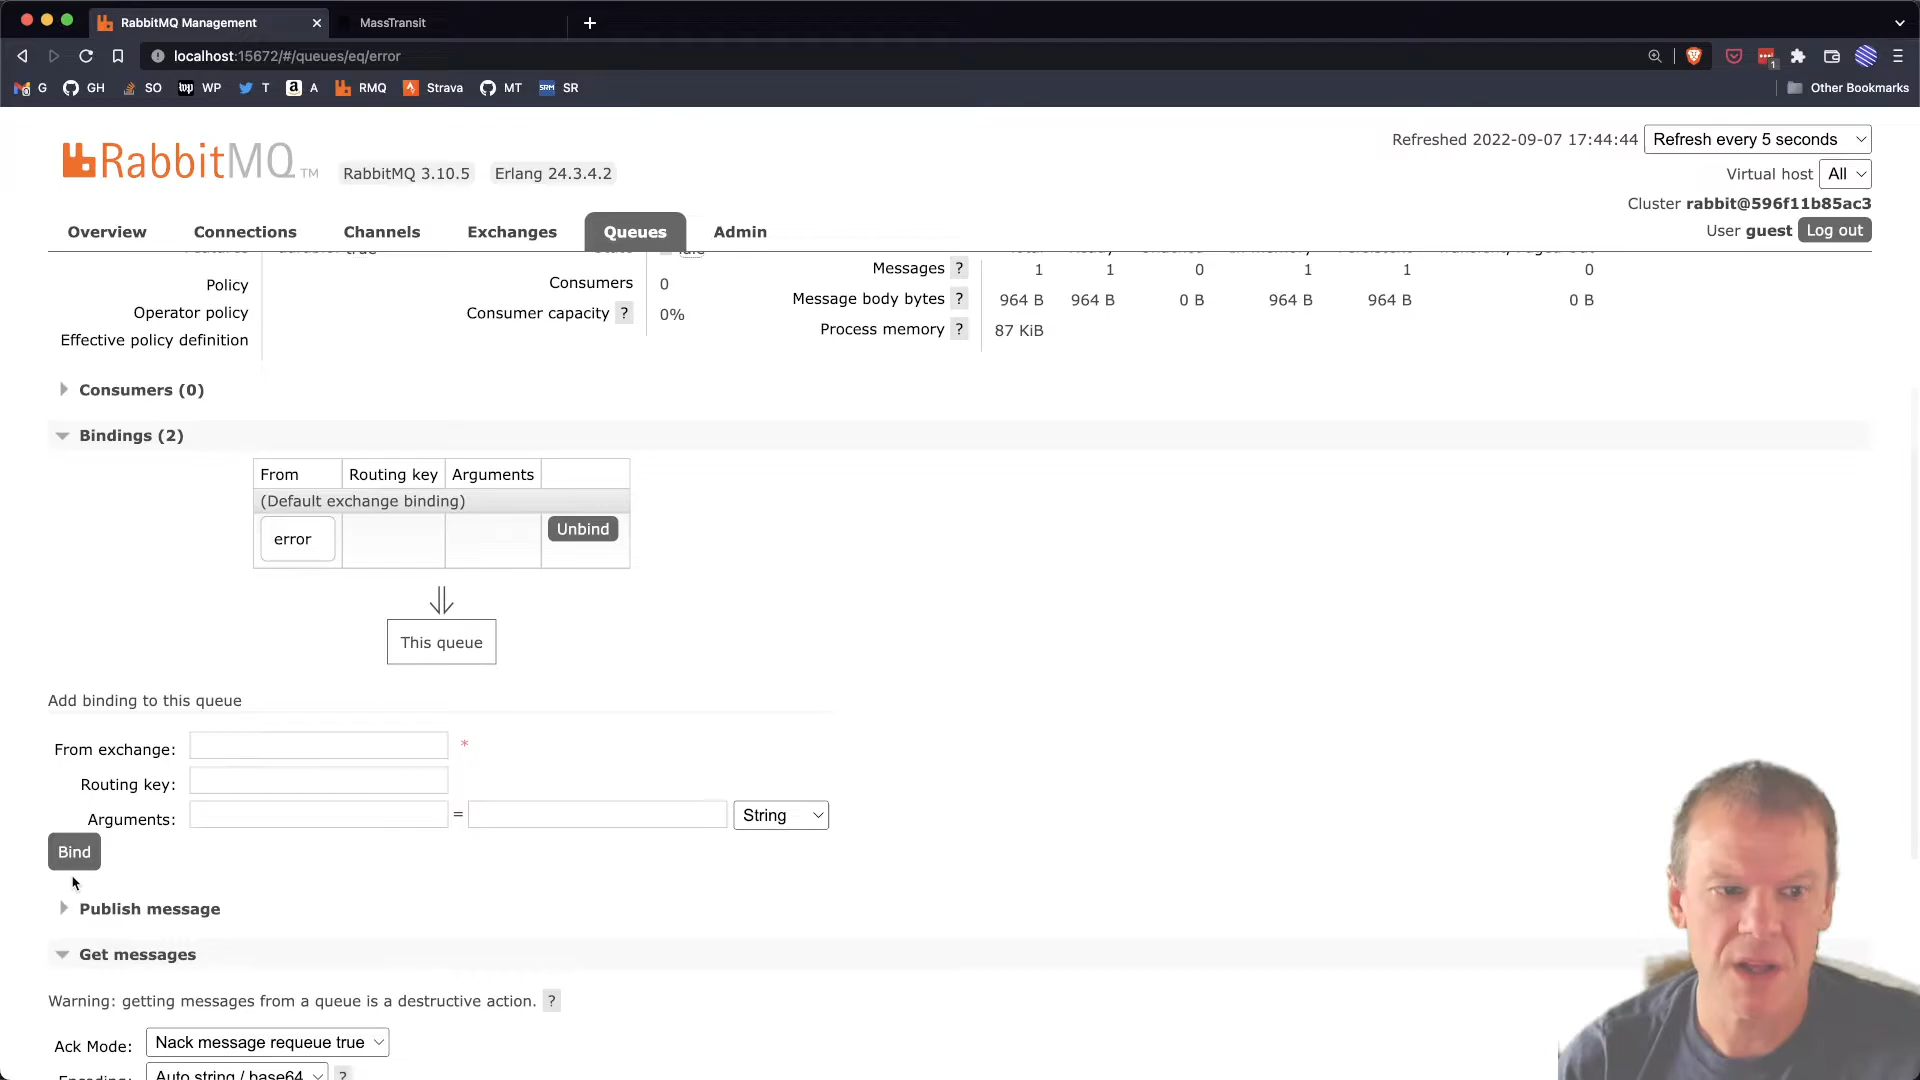 RabbitMQ Management
MassTransit
localhost:15672/#/queues/eq/error
1
G
GH
SO
wp WP
T
a A
RMQ
Strava
MT
SRM SR
Other Bookmarks
RabbitMQ TM
RabbitMQ 3.10.5
Erlang 24.3.4.2
Refreshed 2022-09-07 17:44:44
Refresh every 5 seconds
Virtual host All
Cluster rabbit@596f11b85ac3
User guest Log out
Overview
Connections
Channels
Exchanges
Queues
Admin
Policy
Operator policy
Effective policy definition
Consumers 0
Consumer capacity ? 0%
Messages ? 1 1 0 1 1 0
Message body bytes ? 964 B 964 B 0 B 964 B 964 B 0 B
Process memory ? 87 KiB
Consumers (0)
Bindings (2)
From Routing key Arguments
(Default exchange binding)
error Unbind
This queue
Add binding to this queue
From exchange: *
Routing key:
Arguments: = String
Bind
Publish message
Get messages
Warning: getting messages from a queue is a destructive action. ?
Ack Mode: Nack message requeue true
Encoding: Auto string / base64 ?